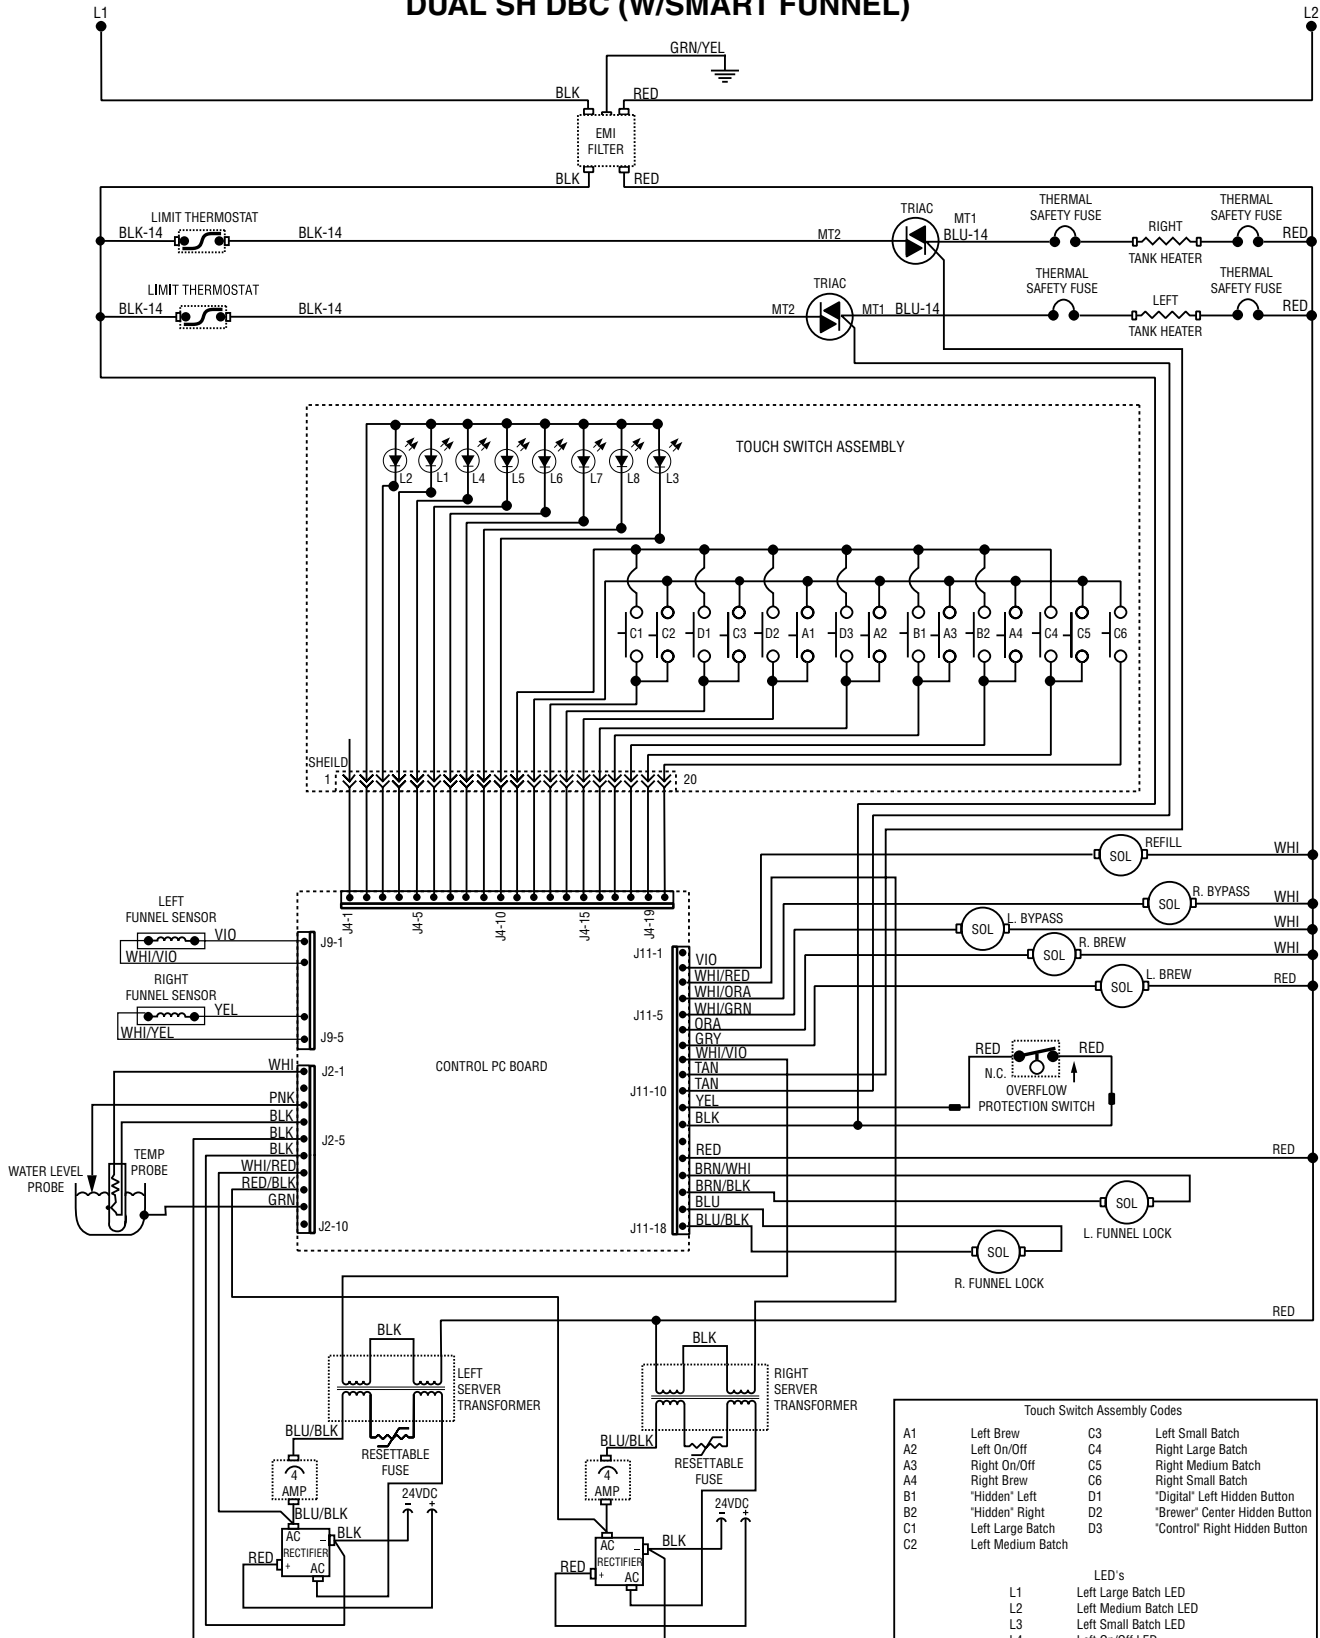 DUAL SH DBC (W/SMART FUNNEL)
L1
L2
GRN/YEL
BLK
RED
EMI
FILTER
BLK
RED
LIMIT THERMOSTAT
BLK-14
BLK-14
MT2
TRIAC
MT1
BLU-14
THERMAL
SAFETY FUSE
RIGHT
TANK HEATER
THERMAL
SAFETY FUSE
RED
LIMIT THERMOSTAT
BLK-14
BLK-14
MT2
TRIAC
MT1
BLU-14
THERMAL
SAFETY FUSE
LEFT
TANK HEATER
THERMAL
SAFETY FUSE
RED
TOUCH SWITCH ASSEMBLY
L2
L1
L4
L5
L6
L7
L8
L3
C1
C2
D1
C3
D2
A1
D3
A2
B1
A3
B2
A4
C4
C5
C6
SHEILD
1
20
J4-1
J4-5
J4-10
J4-15
J4-19
LEFT
FUNNEL SENSOR
VIO
WHI/VIO
RIGHT
FUNNEL SENSOR
YEL
WHI/YEL
J9-1
J9-5
CONTROL PC BOARD
WHI
PNK
BLK
BLK
BLK
WHI/RED
RED/BLK
GRN
J2-1
J2-5
J2-10
WATER LEVEL
PROBE
TEMP
PROBE
J11-1
J11-5
J11-10
J11-18
VIO
WHI/RED
WHI/ORA
WHI/GRN
ORA
GRY
WHI/VIO
TAN
TAN
YEL
BLK
RED
BRN/WHI
BRN/BLK
BLU
BLU/BLK
SOL
REFILL
WHI
SOL
R. BYPASS
WHI
SOL
L. BYPASS
WHI
SOL
R. BREW
WHI
SOL
L. BREW
RED
RED
RED
N.C.
OVERFLOW
PROTECTION SWITCH
RED
SOL
L. FUNNEL LOCK
SOL
R. FUNNEL LOCK
RED
BLK
LEFT
SERVER
TRANSFORMER
BLU/BLK
RESETTABLE
FUSE
4
AMP
BLU/BLK
24VDC
-
+
AC
-
RECTIFIER
+
AC
BLK
RED
BLK
RIGHT
SERVER
TRANSFORMER
BLU/BLK
RESETTABLE
FUSE
4
AMP
24VDC
-
+
AC
-
RECTIFIER
+
AC
BLK
RED
Touch Switch Assembly Codes
A1 Left Brew C3 Left Small Batch
A2 Left On/Off C4 Right Large Batch
A3 Right On/Off C5 Right Medium Batch
A4 Right Brew C6 Right Small Batch
B1 "Hidden" Left D1 "Digital" Left Hidden Button
B2 "Hidden" Right D2 "Brewer" Center Hidden Button
C1 Left Large Batch D3 "Control" Right Hidden Button
C2 Left Medium Batch
LED's
L1 Left Large Batch LED
L2 Left Medium Batch LED
L3 Left Small Batch LED
L4 Left On/Off LED